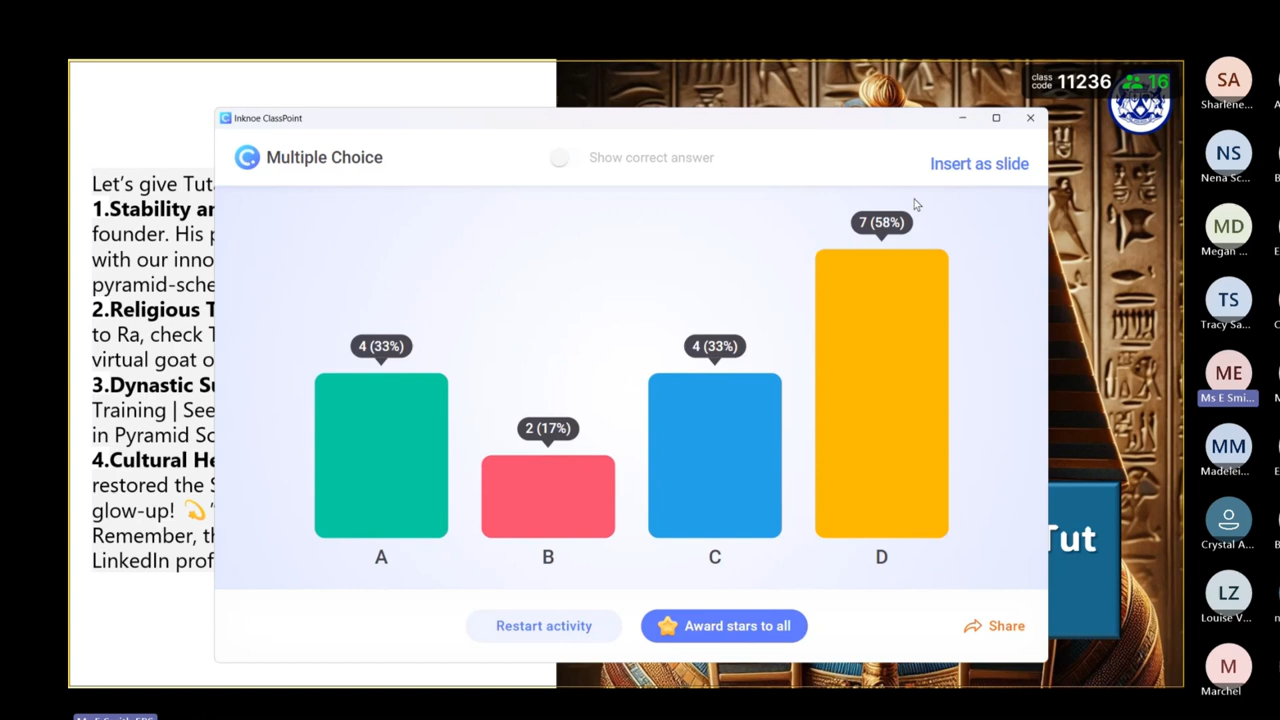 class code 11236 16
Inknoe ClassPoint
Multiple Choice
Show correct answer
Insert as slide
Let’s give Tut
1.Stability an
founder. His p
with our inno
pyramid-sche
2.Religious T
to Ra, check T
virtual goat o
3.Dynastic Su
Training | See
in Pyramid Sc
4.Cultural He
restored the S
glow-up! 💫"
Remember, th
LinkedIn prof
7 (58%)
4 (33%)
4 (33%)
2 (17%)
A B C D
Tut
Restart activity
Award stars to all
Share
SA
Sharlene...
NS
Nena Sc...
MD
Megan ...
TS
Tracy Sa...
ME
Ms E Smi...
MM
Madelei...
Crystal A...
LZ
Louise V...
M
Marchel